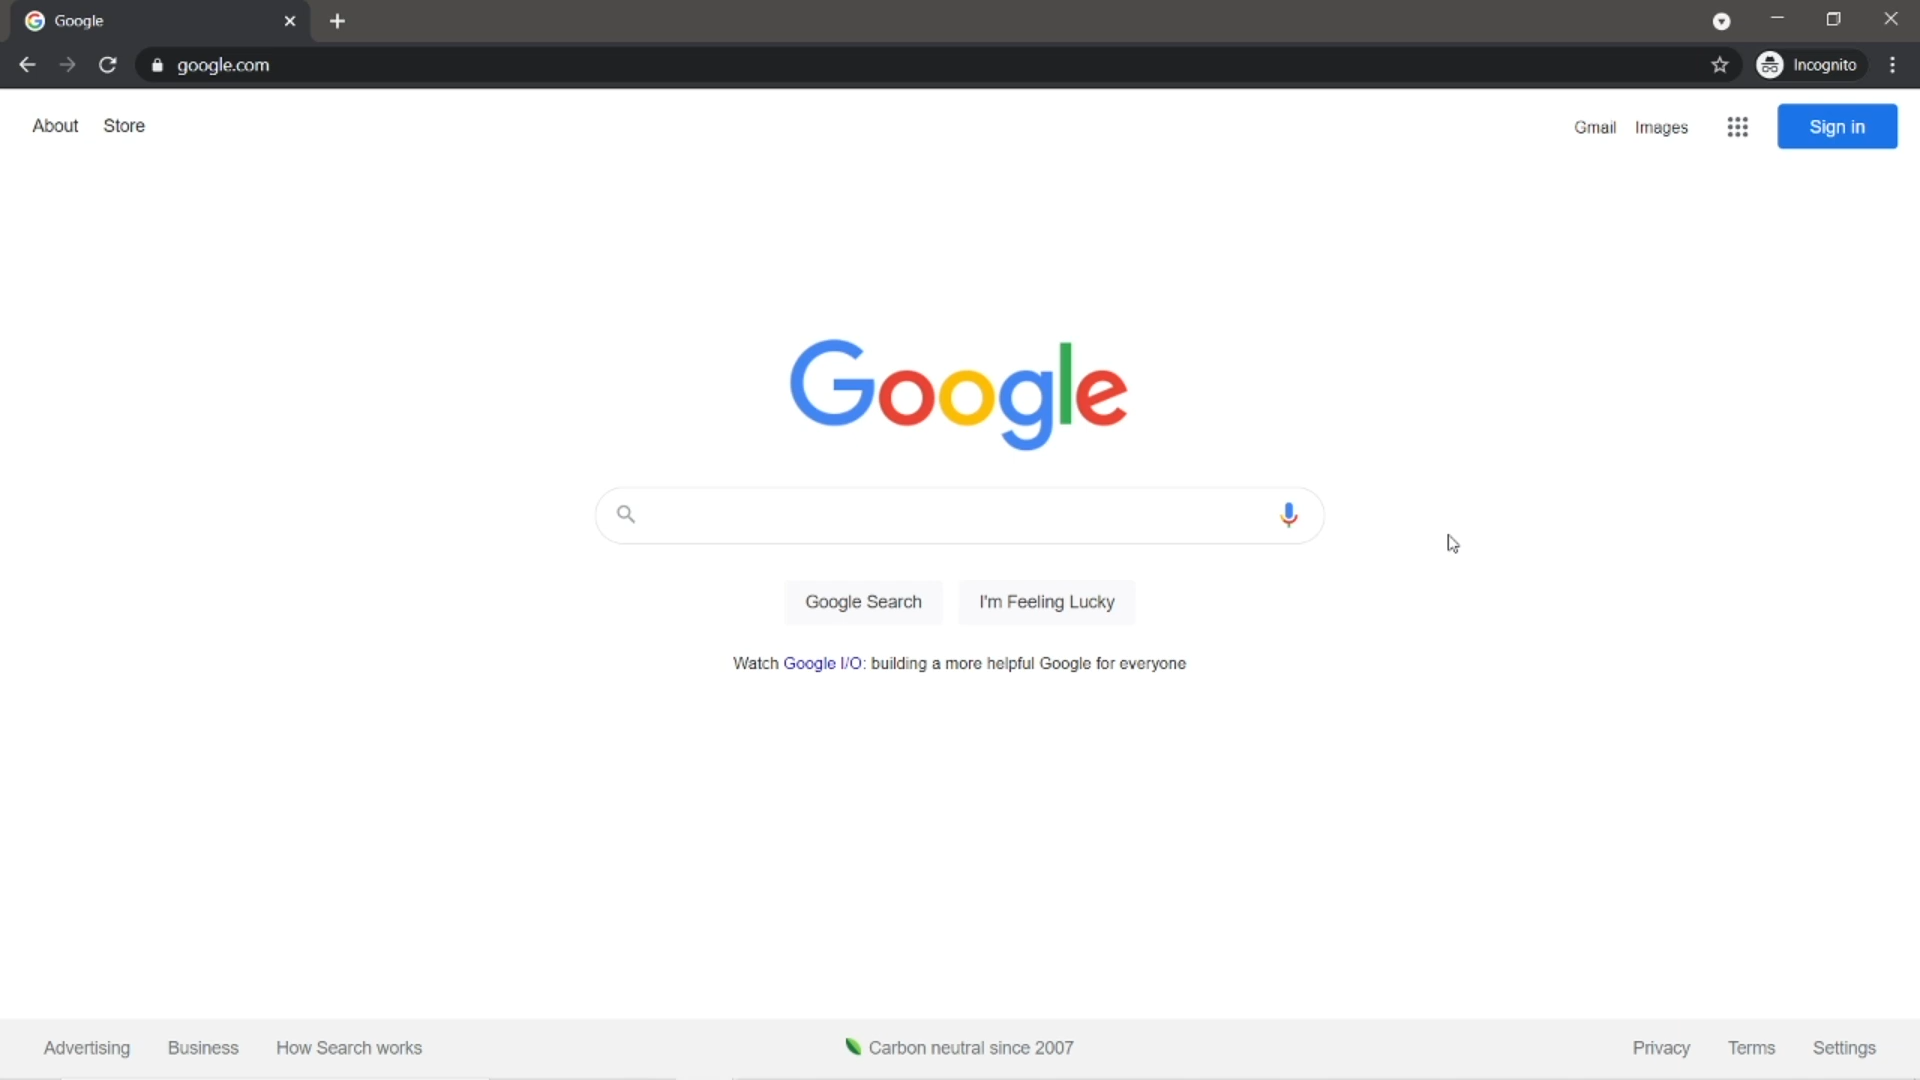 Google
google.com
Incognito
About Store
Gmail Images
Sign in
Google
Google Search I'm Feeling Lucky
Watch Google I/O: building a more helpful Google for everyone
Advertising Business How Search works
Carbon neutral since 2007
Privacy Terms Settings